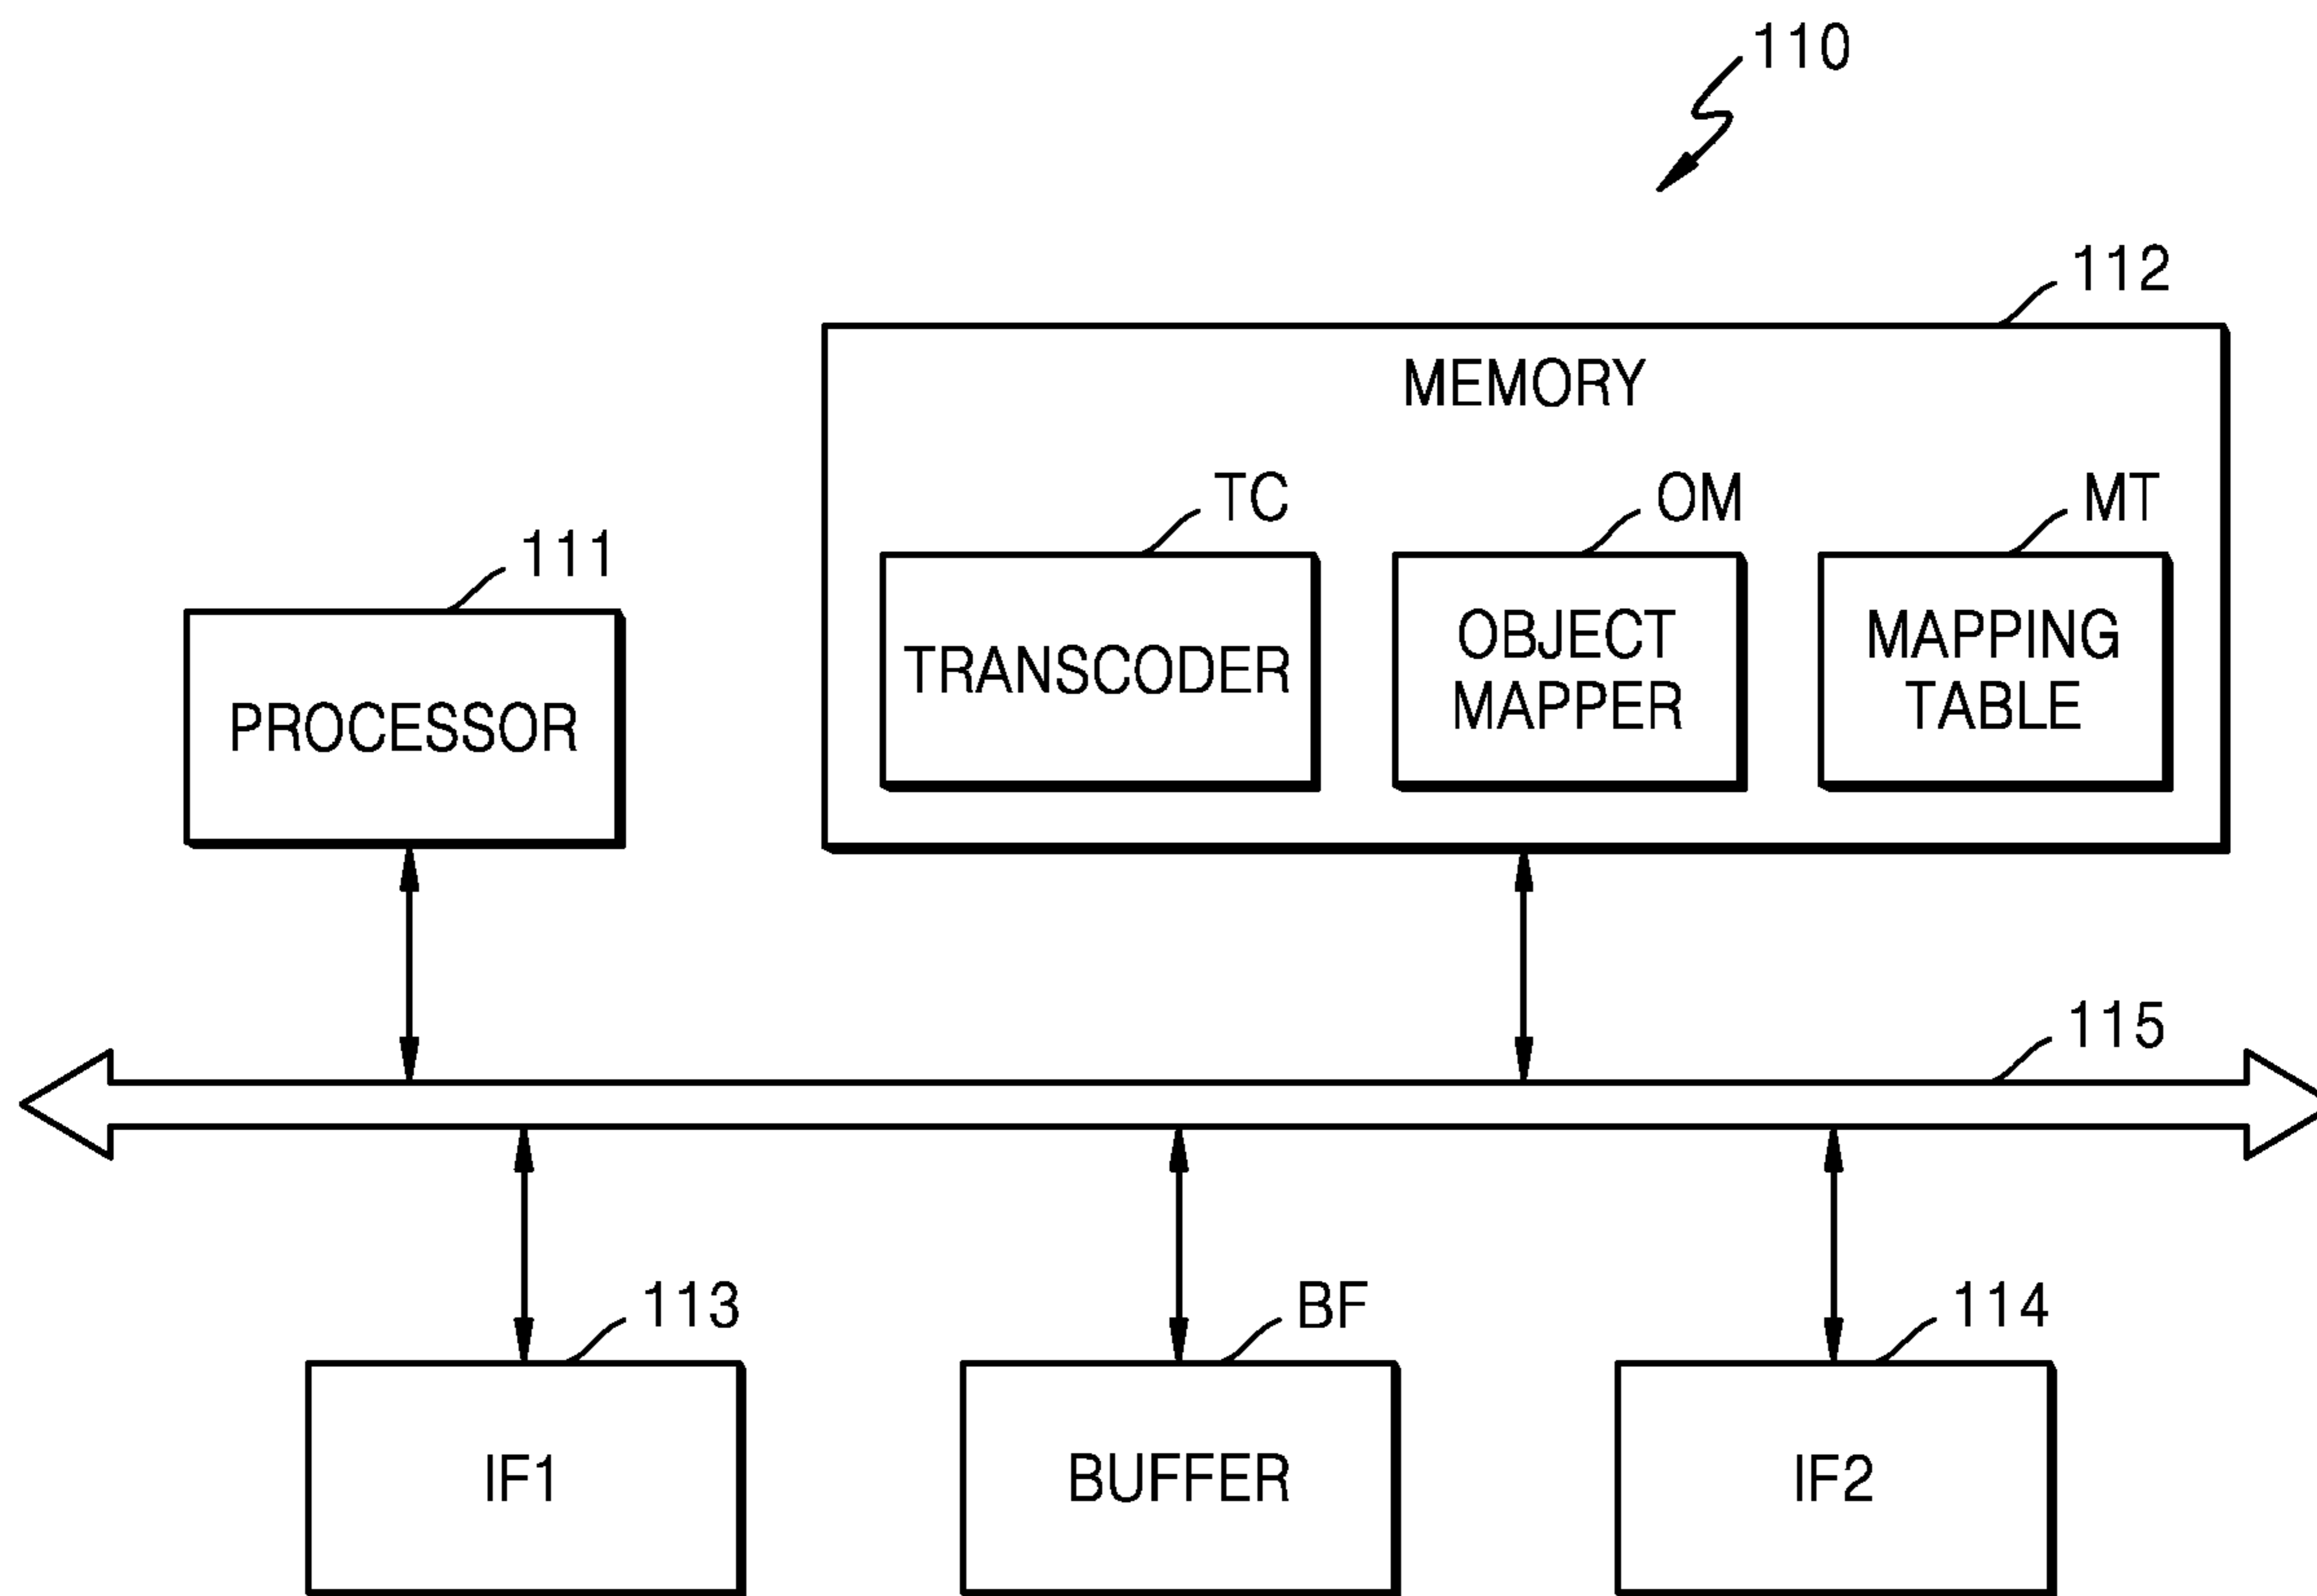 110
112
MEMORY
TC
OM
MT
111
TRANSCODER
OBJECT
MAPPER
MAPPING
TABLE
PROCESSOR
115
113
BF
114
IF1
BUFFER
IF2